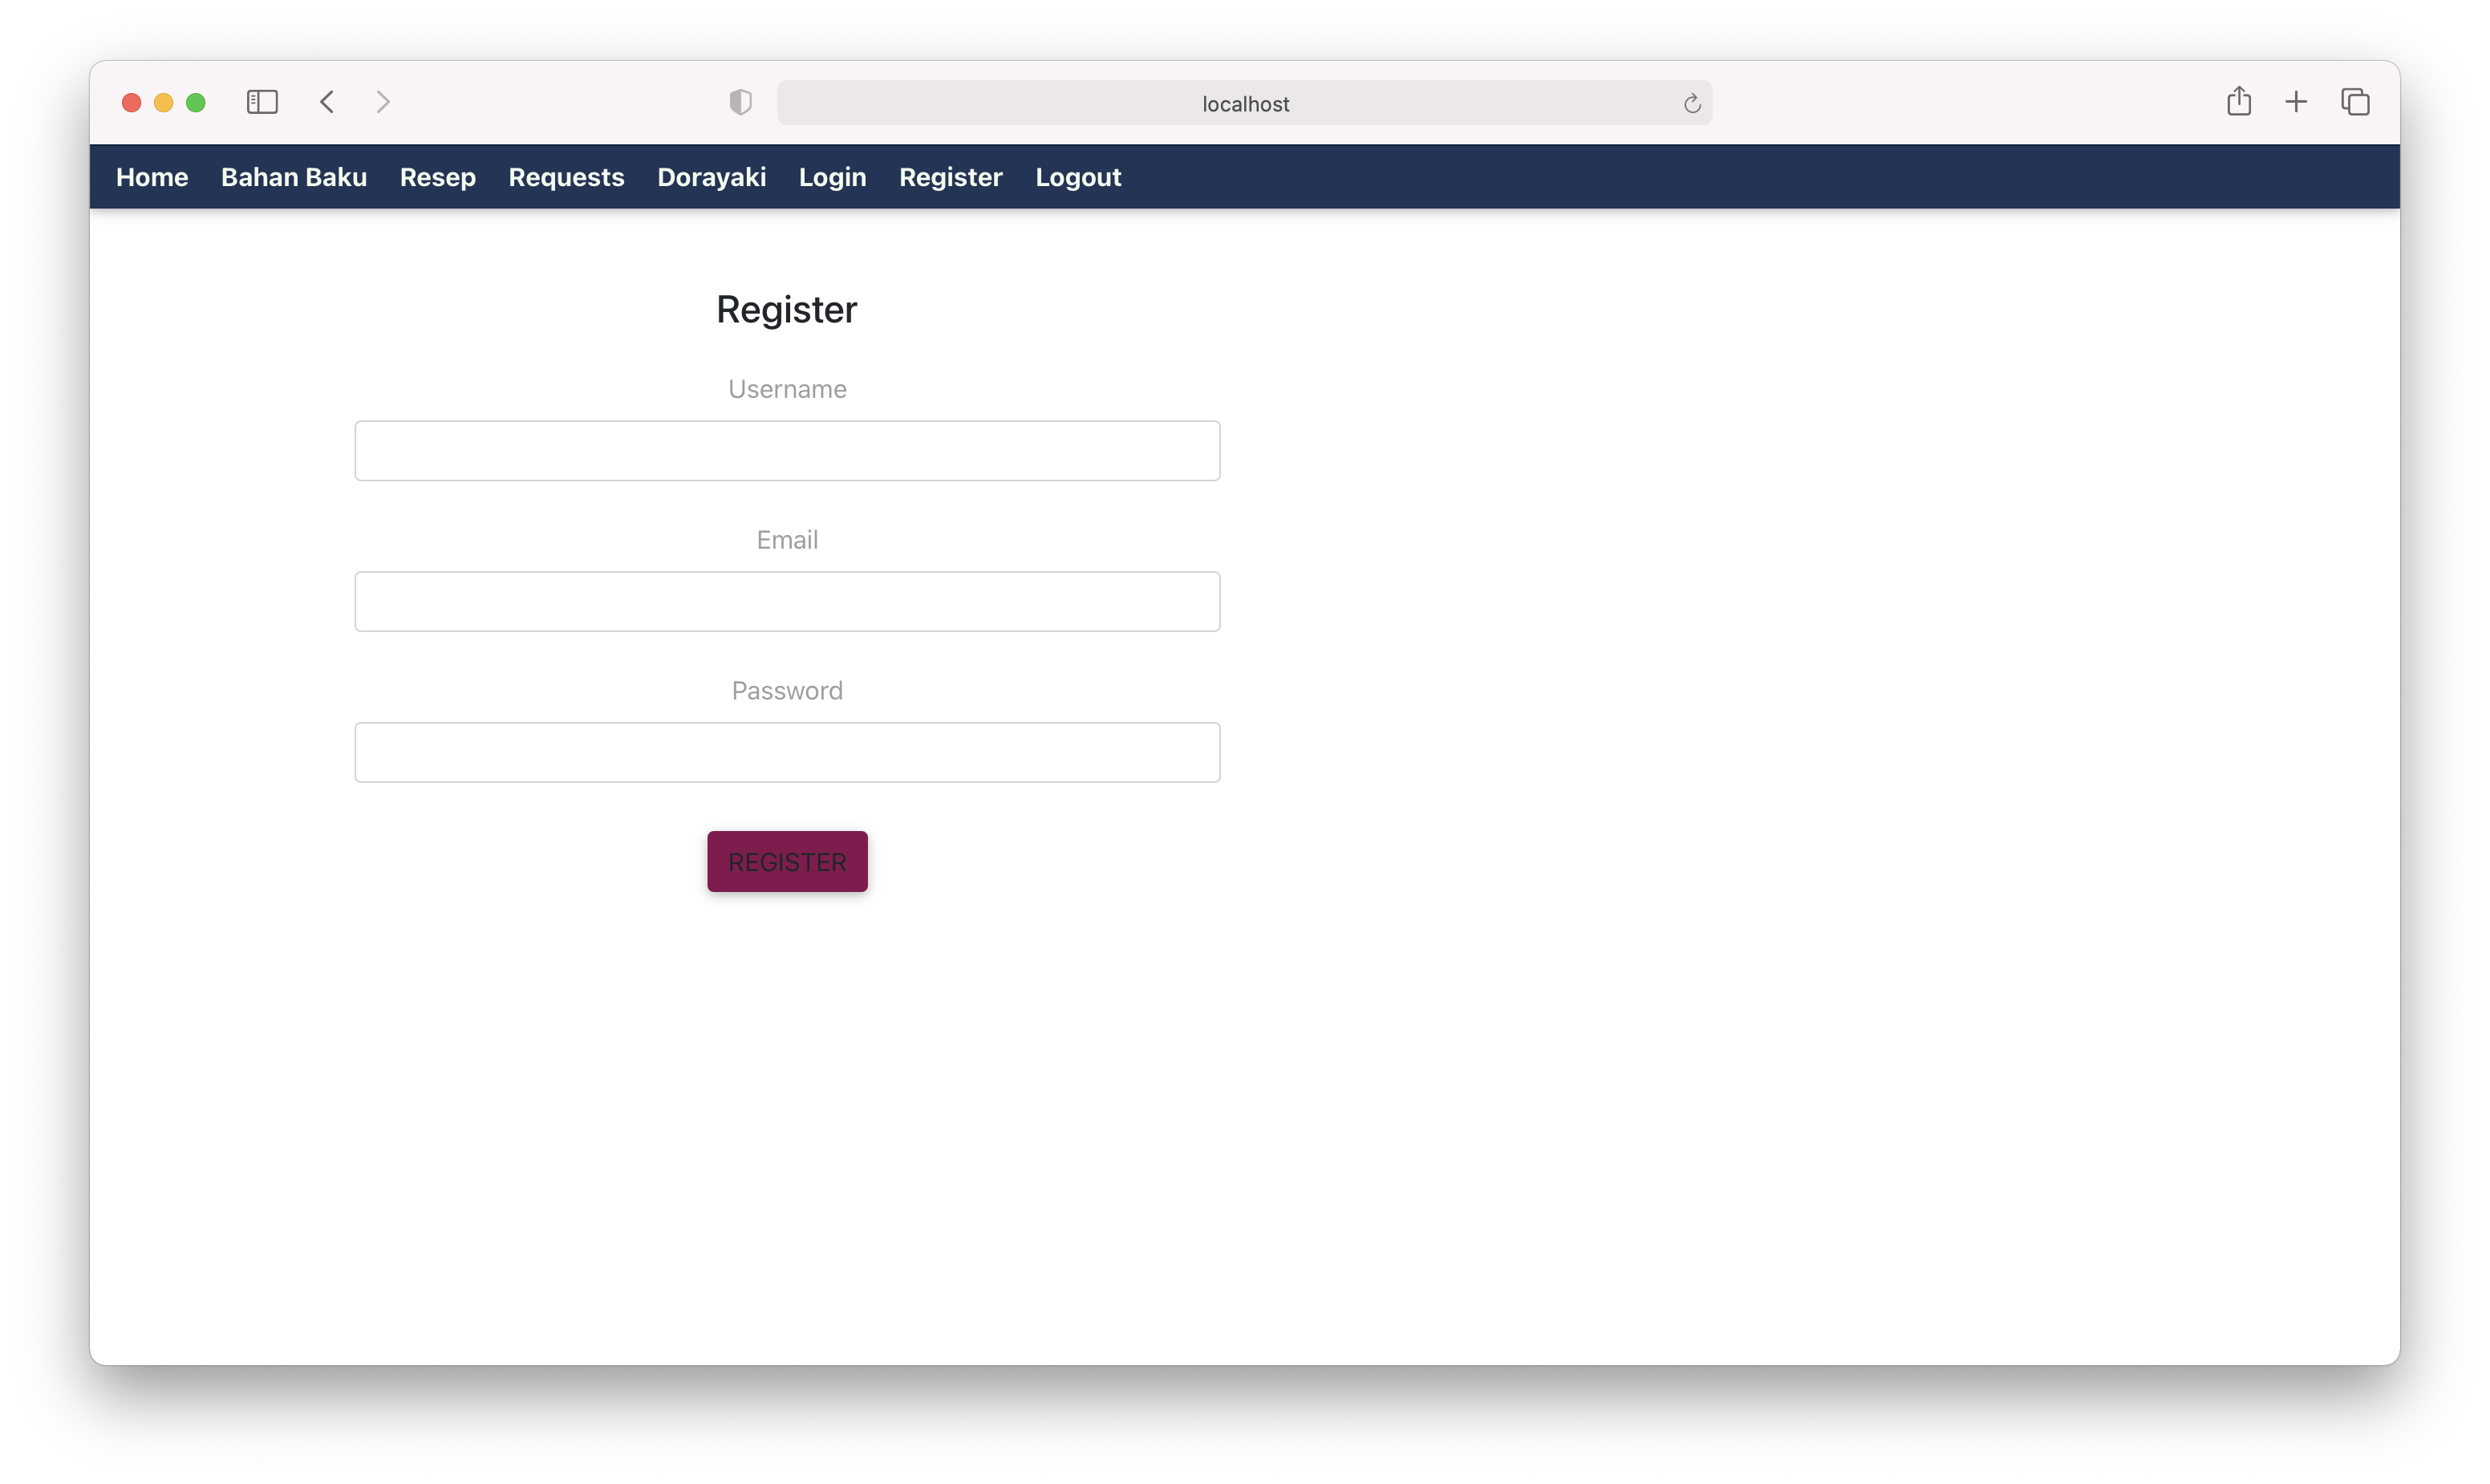 localhost
Home Bahan Baku Resep Requests Dorayaki Login Register Logout
Register
Username
Email
Password
REGISTER